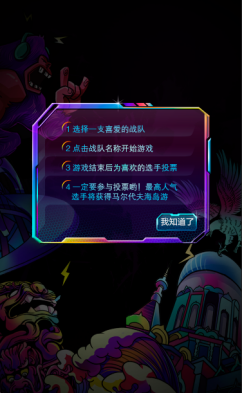 1 选择一支喜爱的战队
2 点击战队名称开始游戏
3 游戏结束后为喜欢的选手投票
4 一定要参与投票哟！最高人气
选手将获得马尔代夫海岛游
我知道了